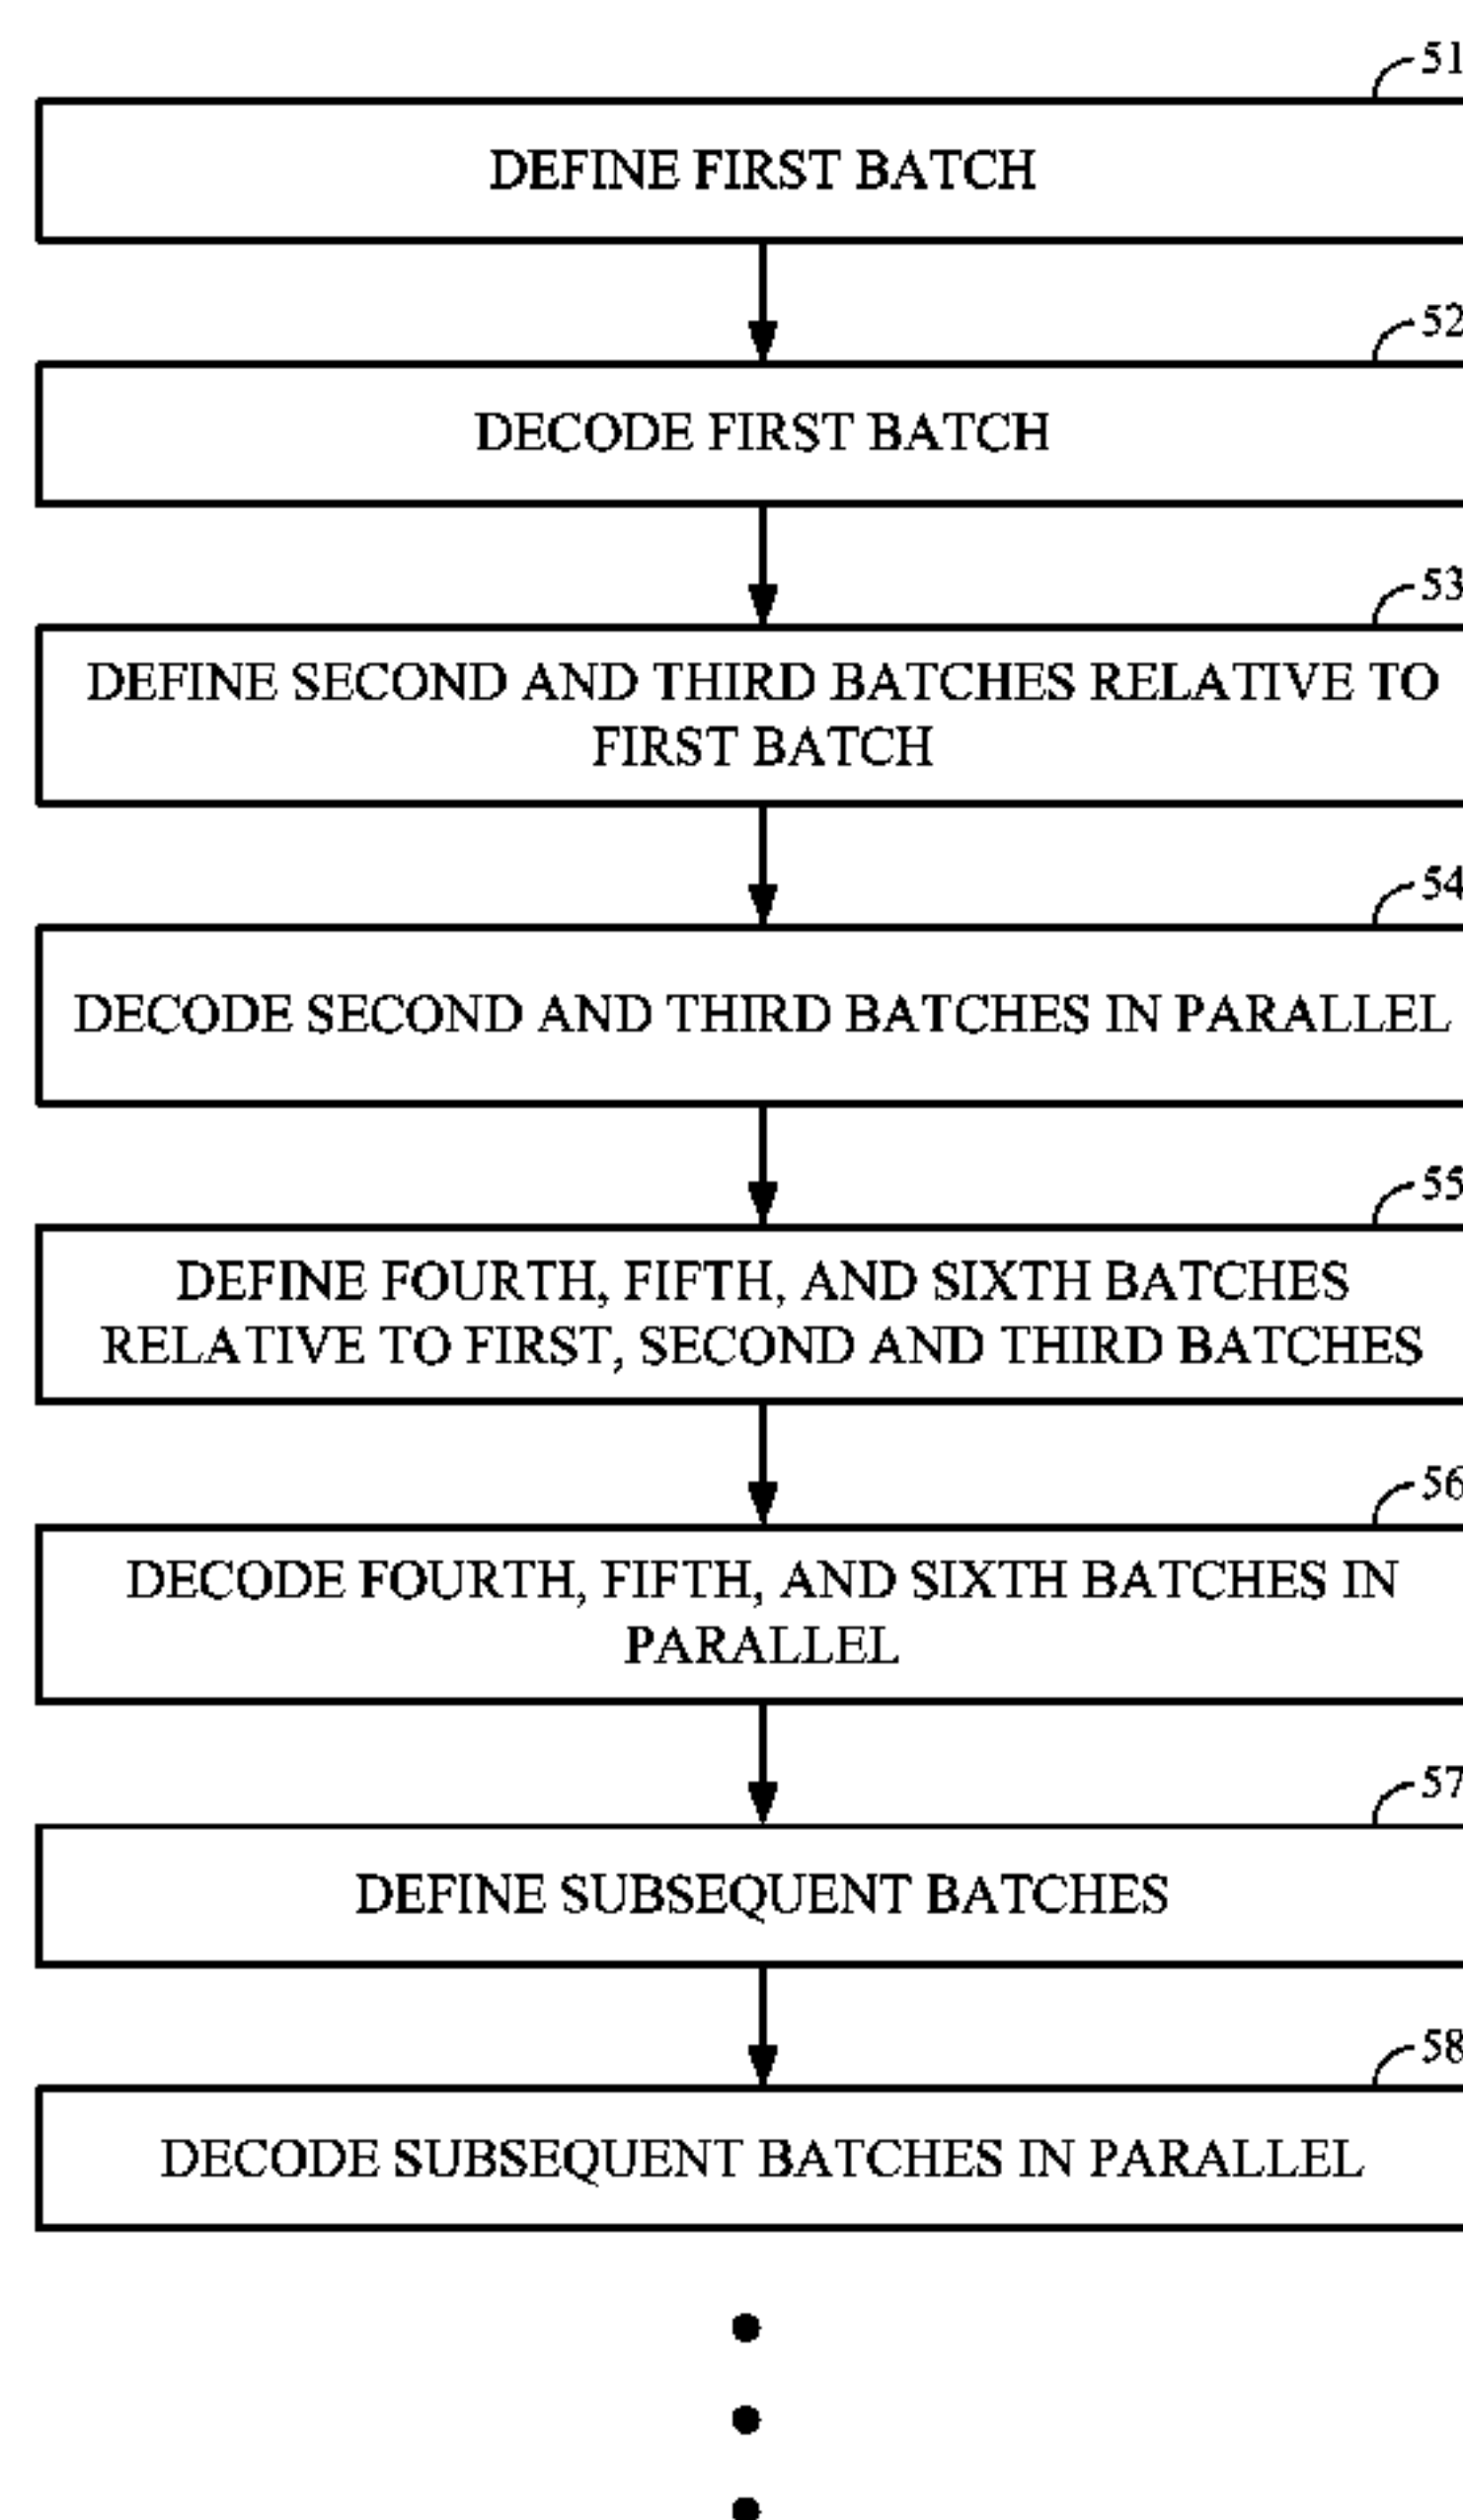 51
DEFINE FIRST BATCH
52
DECODE FIRST BATCH
53
DEFINE SECOND AND THIRD BATCHES RELATIVE TO
FIRST BATCH
54
DECODE SECOND AND THIRD BATCHES IN PARALLEL
55
DEFINE FOURTH, FIFTH, AND SIXTH BATCHES
RELATIVE TO FIRST, SECOND AND THIRD BATCHES
56
DECODE FOURTH, FIFTH, AND SIXTH BATCHES IN
PARALLEL
57
DEFINE SUBSEQUENT BATCHES
58
DECODE SUBSEQUENT BATCHES IN PARALLEL